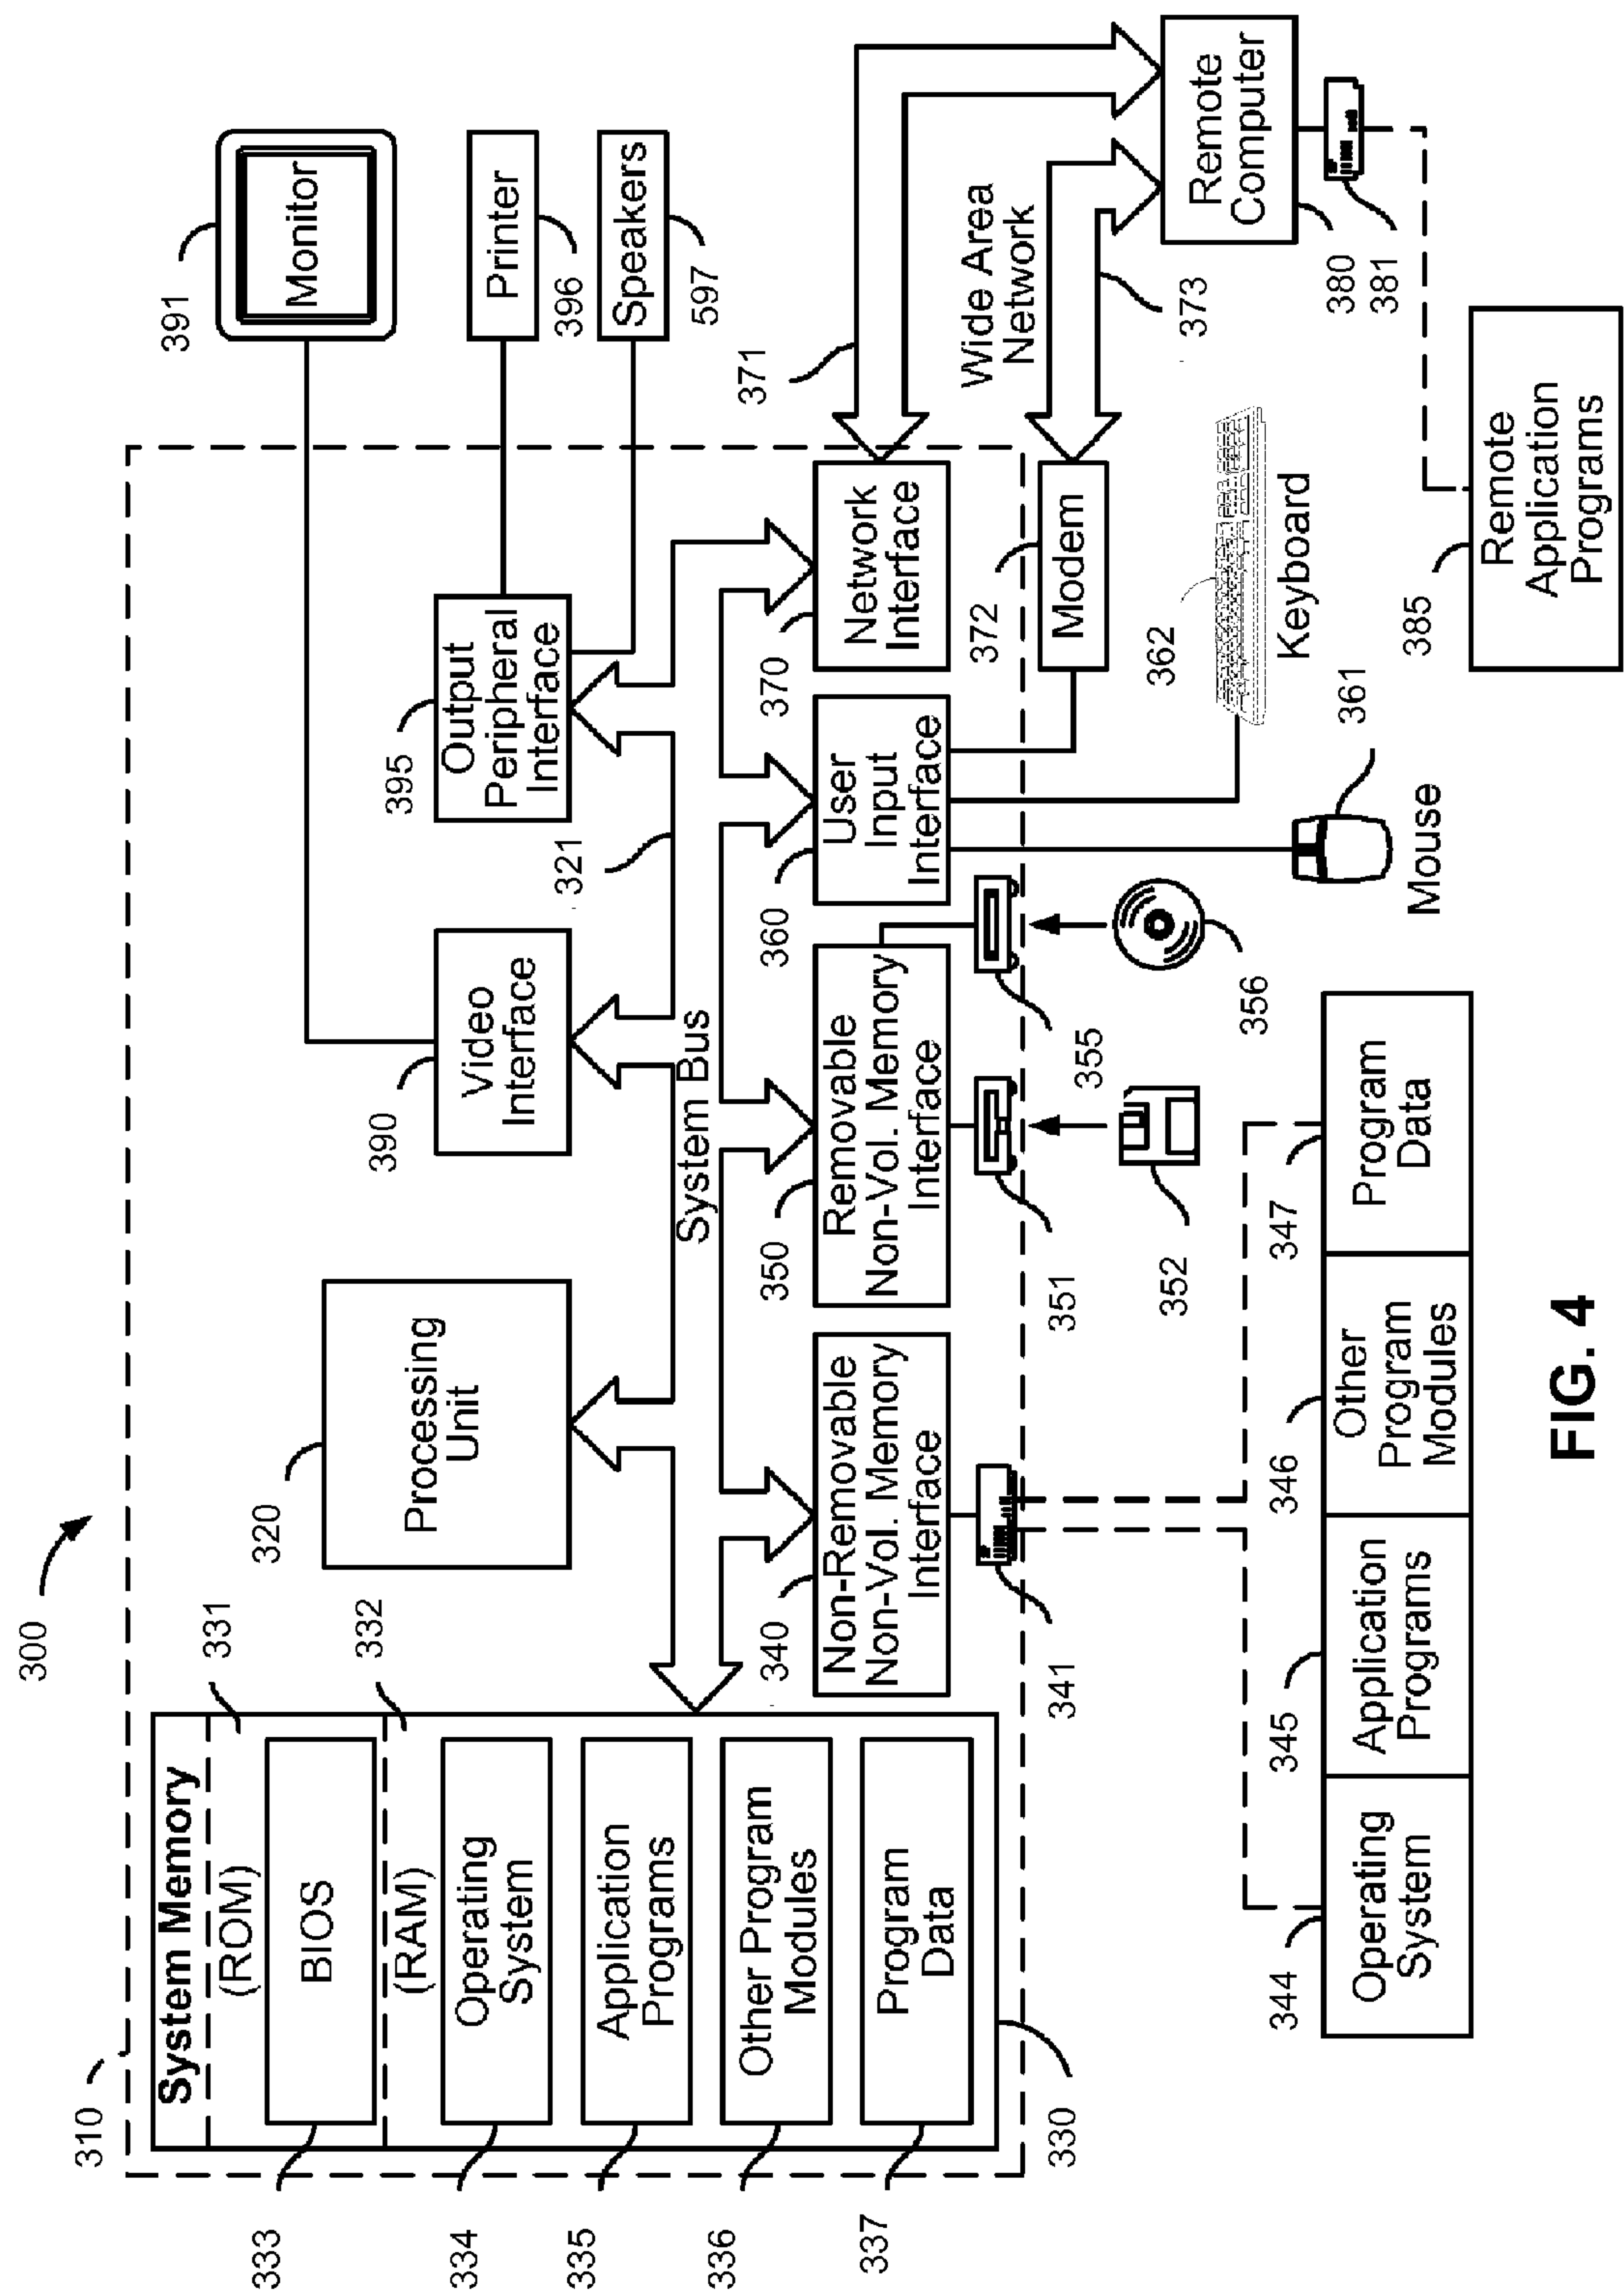 300
310
System Memory
(ROM)
331
BIOS
333
(RAM)
332
Operating
System
334
Application
Programs
335
Other Program
Modules
336
Program
Data
337
330
320
Processing
Unit
390
Video
Interface
395
Output
Peripheral
Interface
391
Monitor
Printer
396
Speakers
597
321
System Bus
340
Non-Removable
Non-Vol. Memory
Interface
350
Removable
Non-Vol. Memory
Interface
360
User
Input
Interface
370
Network
Interface
371
Wide Area
Network
372
Modem
373
Remote
Computer
380
381
341
351
352
355
356
Mouse
361
362
Keyboard
385
Remote
Application
Programs
344
Operating
System
345
Application
Programs
346
Other
Program
Modules
347
Program
Data
FIG. 4